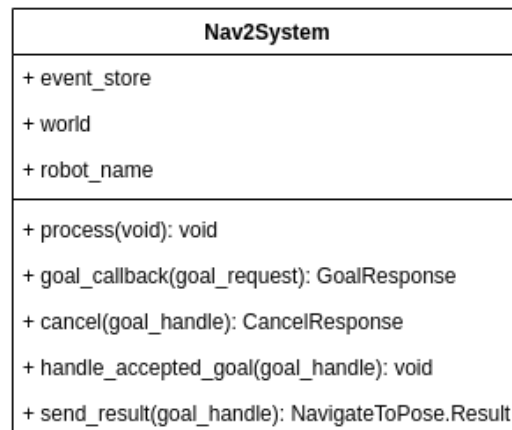 Nav2System
+ event_store
+ world
+ robot_name
+ process(void): void
+ goal_callback(goal_request): GoalResponse
+ cancel(goal_handle): CancelResponse
+ handle_accepted_goal(goal_handle): void
+ send_result(goal_handle): NavigateToPose.Result